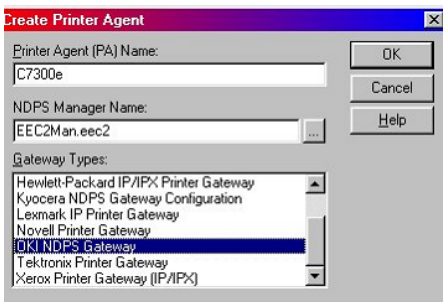 Create Printer Agent
Printer Agent (PA) Name:
C7300e
NDPS Manager Name:
EEC2Man.eec2
...
Gateway Types:
Hewlett-Packard IP/IPX Printer Gateway
Kyocera NDPS Gateway Configuration
Lexmark IP Printer Gateway
Novell Printer Gateway
OKI NDPS Gateway
Tektronix Printer Gateway
Xerox Printer Gateway (IP/IPX)
OK
Cancel
Help